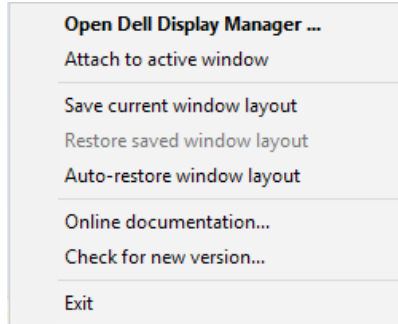 Open Dell Display Manager ...
Attach to active window
Save current window layout
Restore saved window layout
Auto-restore window layout
Online documentation...
Check for new version...
Exit